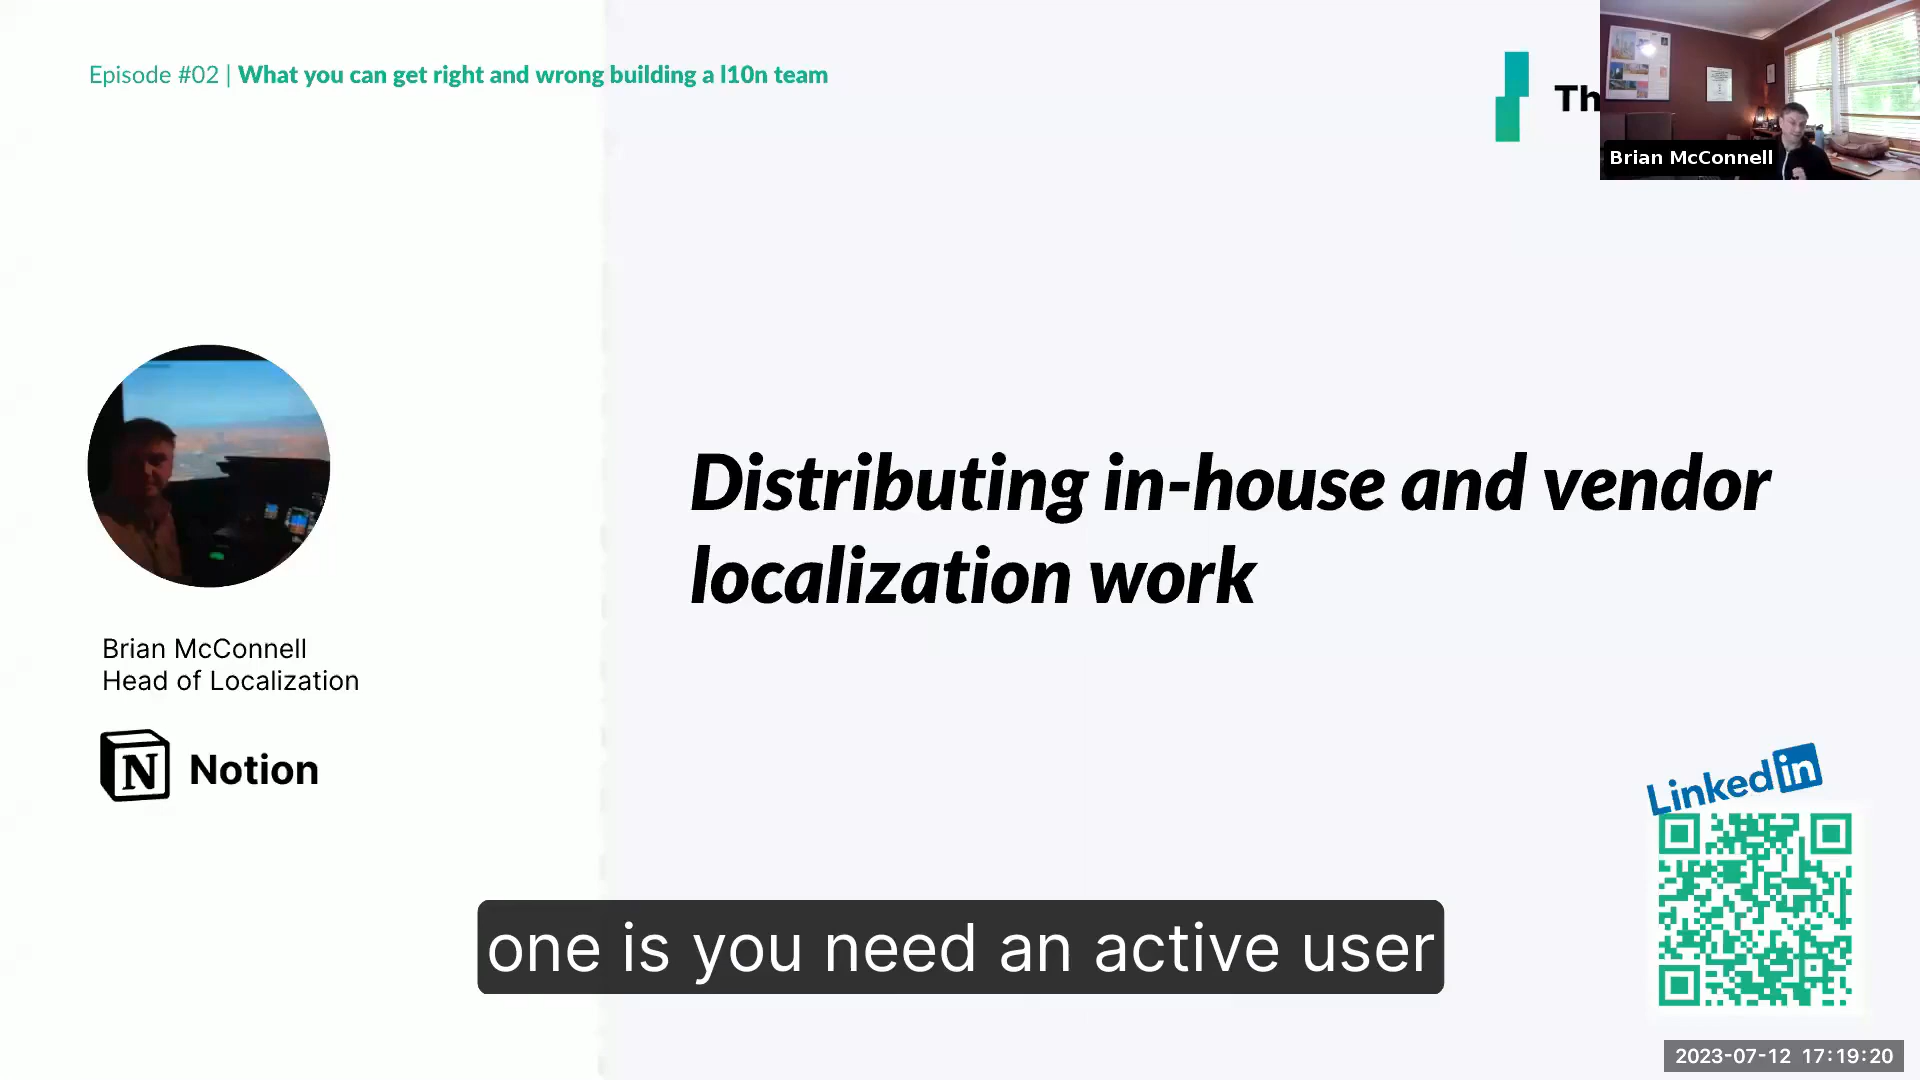 Episode #02 | What you can get right and wrong building a l10n team
Th
Brian McConnell
Distributing in-house and vendor
localization work
Brian McConnell
Head of Localization
N Notion
LinkedIn
one is you need an active user
2023-07-12 17:19:20